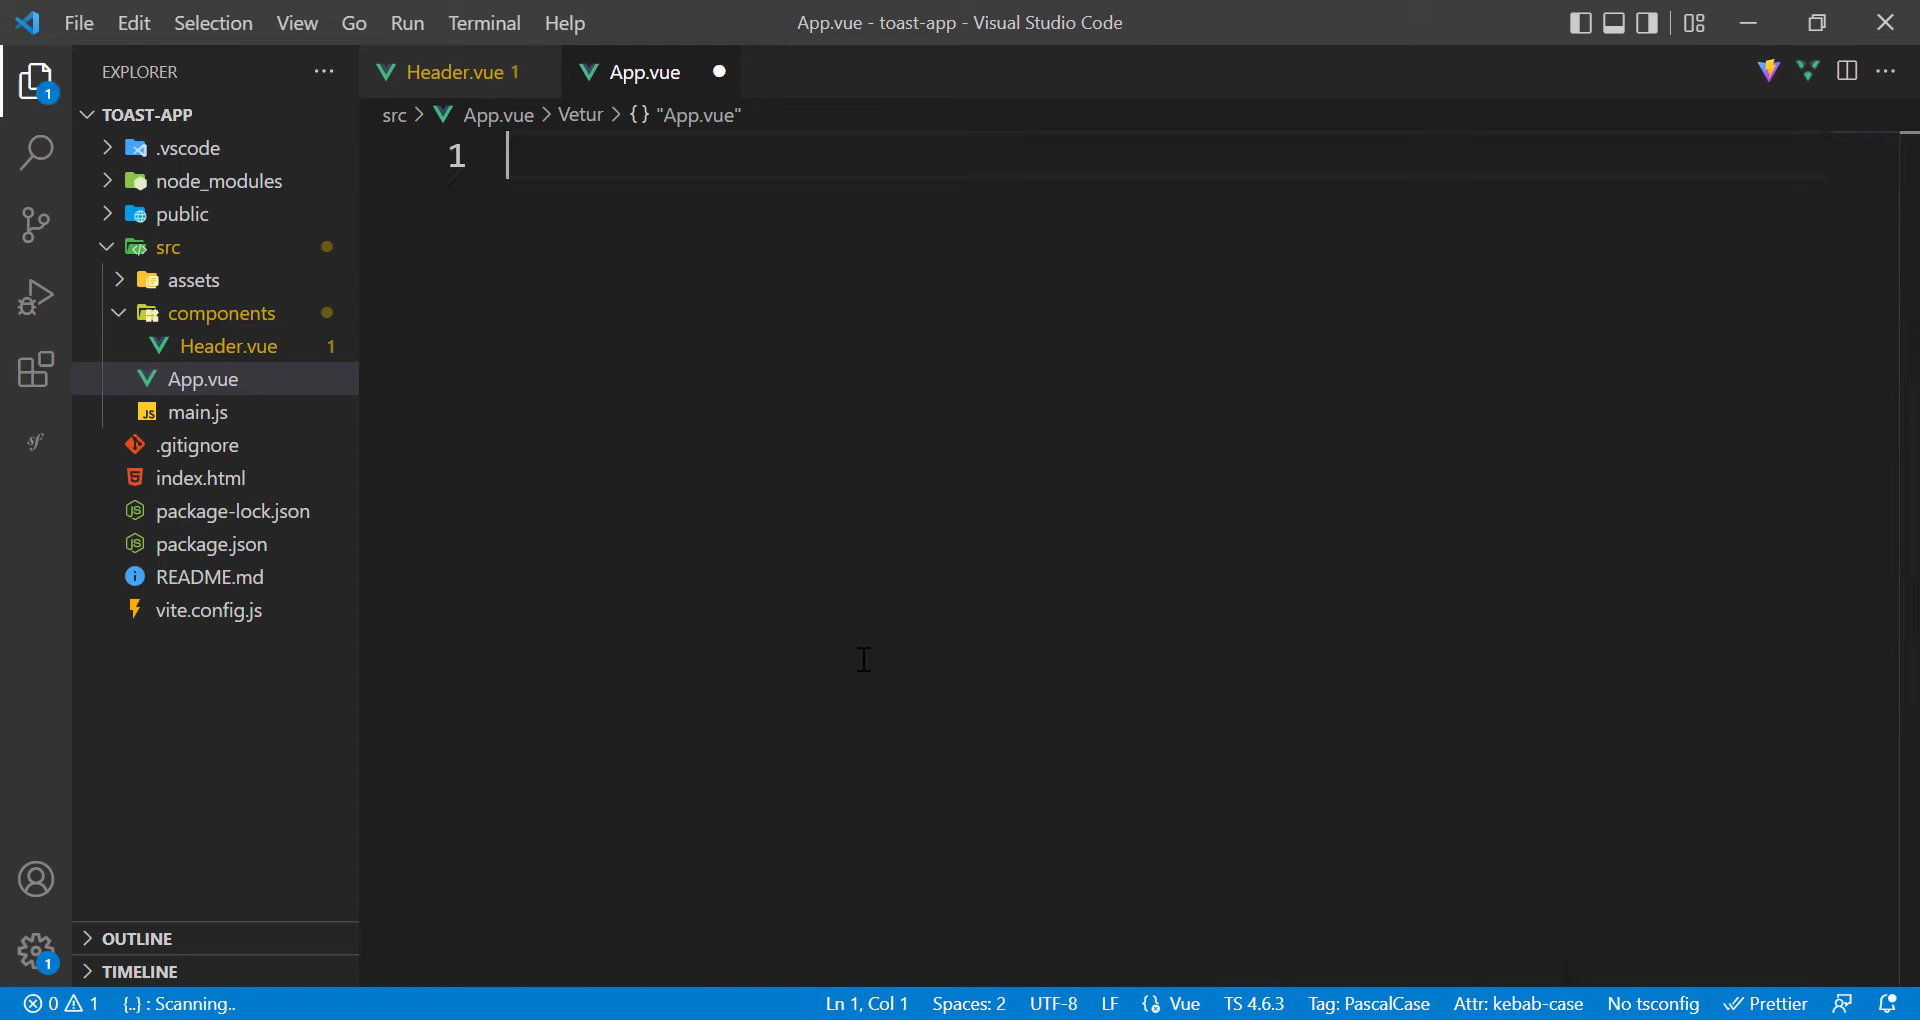 File Edit Selection View Go Run Terminal Help
App.vue - toast-app - Visual Studio Code
EXPLORER
Header.vue 1
App.vue
src > App.vue > Vetur > {} "App.vue"
1
TOAST-APP
.vscode
node_modules
public
src
assets
components
Header.vue 1
App.vue
JS main.js
.gitignore
index.html
package-lock.json
package.json
README.md
vite.config.js
OUTLINE
TIMELINE
1
1
0 1 {..} : Scanning..
Ln 1, Col 1 Spaces: 2 UTF-8 LF Vue TS 4.6.3 Tag: PascalCase Attr: kebab-case No tsconfig Prettier